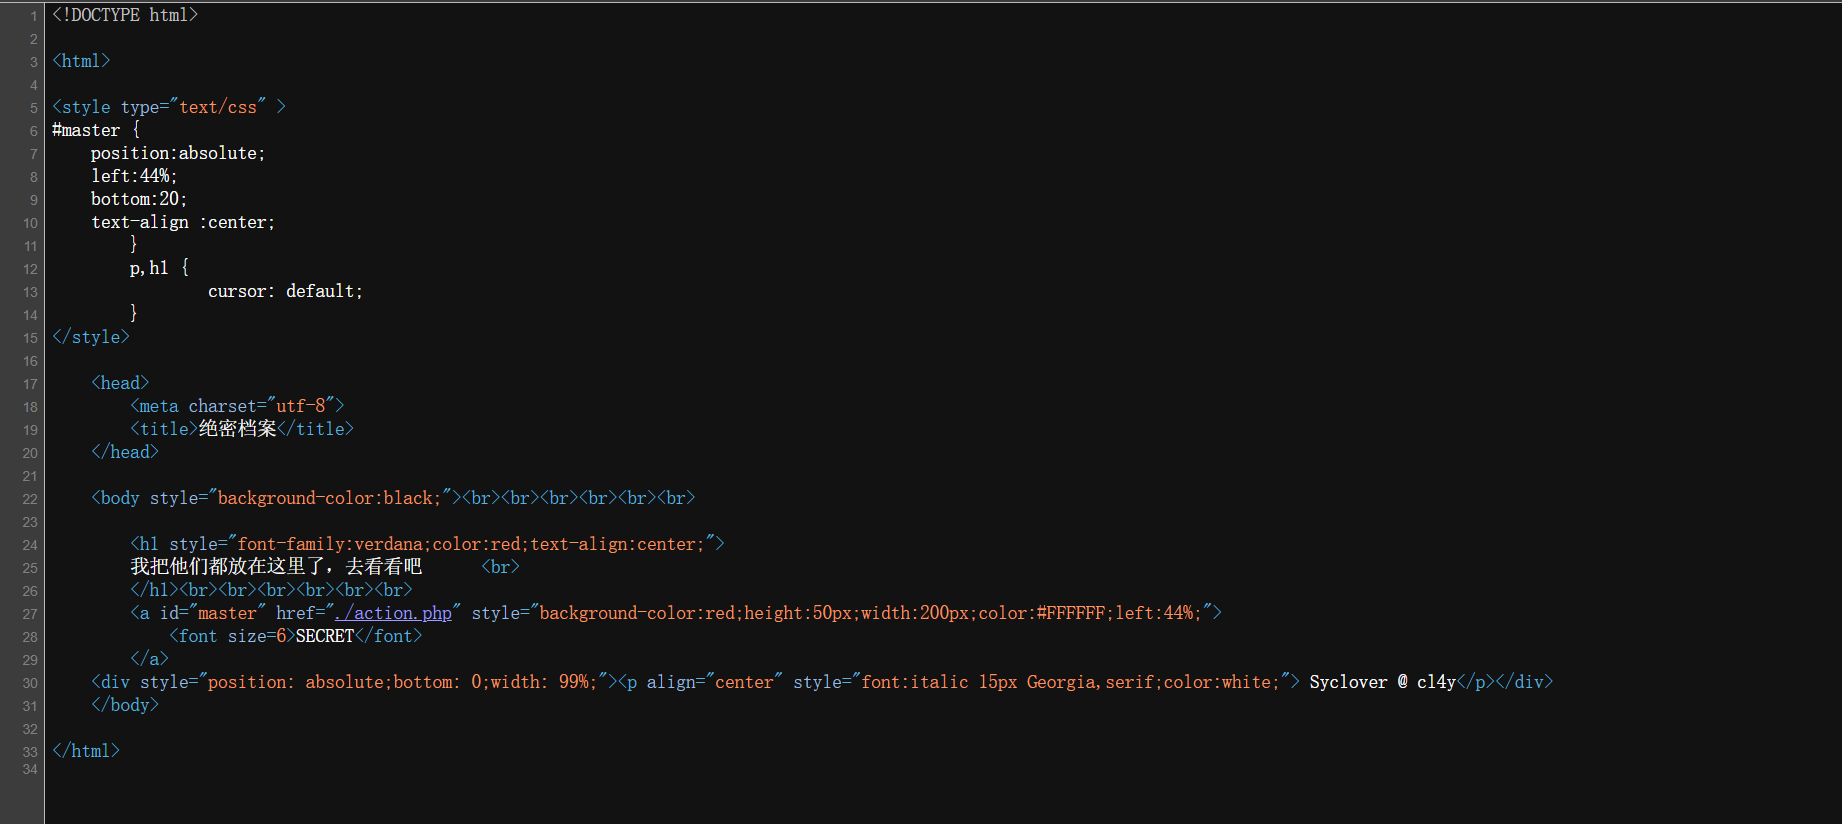 1 <!DOCTYPE html>
2
3 <html>
4
5 <style type="text/css" >
6 #master {
7     position:absolute;
8     left:44%;
9     bottom:20;
10     text-align :center;
11         }
12         p,h1 {
13                 cursor: default;
14         }
15 </style>
16
17     <head>
18         <meta charset="utf-8">
19         <title>绝密档案</title>
20     </head>
21
22     <body style="background-color:black;"><br><br><br><br><br><br>
23
24         <h1 style="font-family:verdana;color:red;text-align:center;">
25         我把他们都放在这里了，去看看吧      <br>
26         </h1><br><br><br><br><br><br>
27         <a id="master" href="./action.php" style="background-color:red;height:50px;width:200px;color:#FFFFFF;left:44%;">
28             <font size=6>SECRET</font>
29         </a>
30     <div style="position: absolute;bottom: 0;width: 99%;"><p align="center" style="font:italic 15px Georgia,serif;color:white;"> Syclover @ cl4y</p></div>
31     </body>
32
33 </html>
34